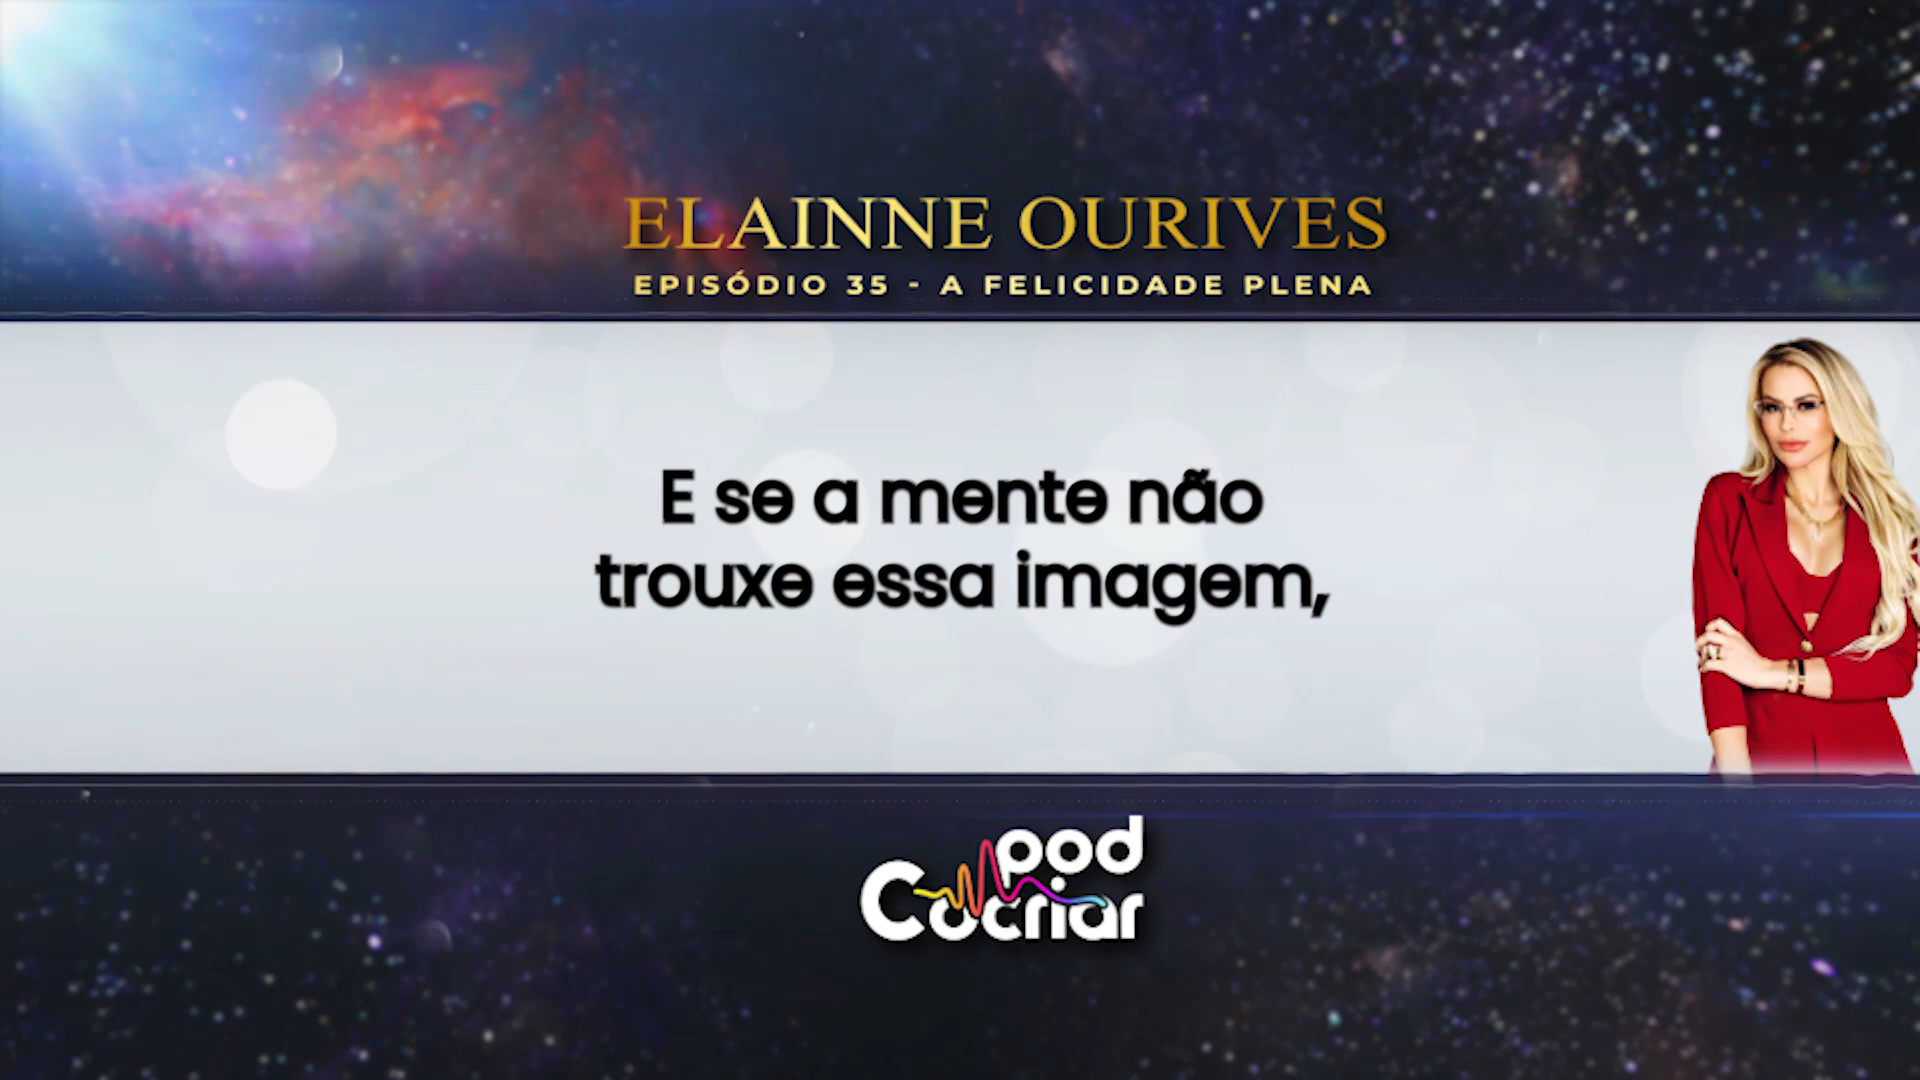 ELAINNE OURIVES
EPISÓDIO 35 - A FELICIDADE PLENA
E se a mente não
trouxe essa imagem,
pod
Cocriar